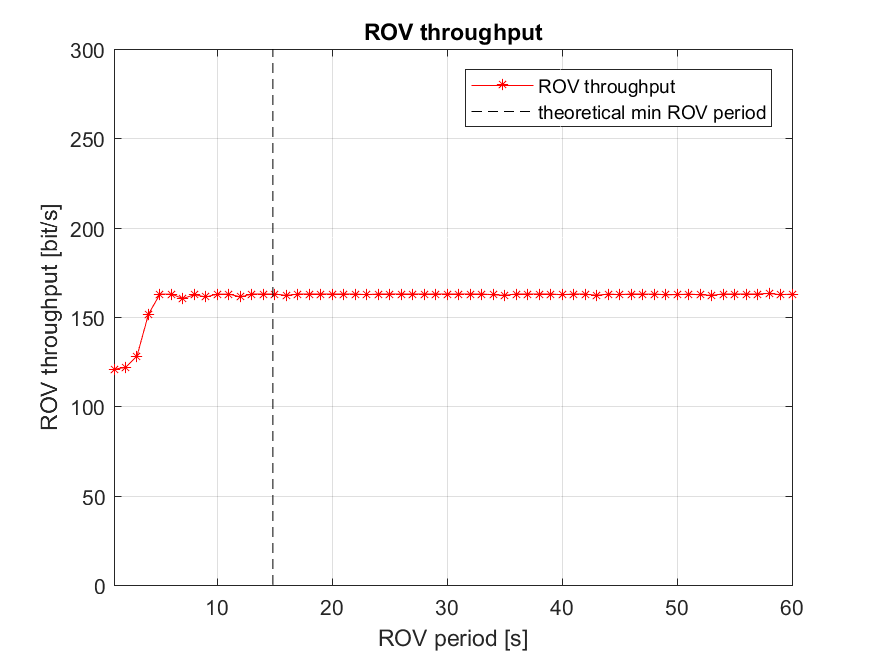 ROV throughput
300
250
200
150
100
50
0
ROV throughput [bit/s]
ROV throughput
theoretical min ROV period
10 20 30 40 50 60
ROV period [s]